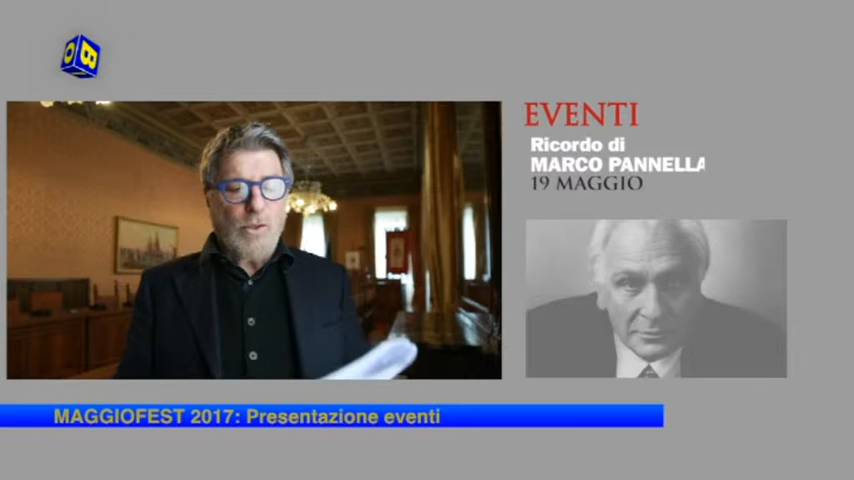 O B
EVENTI
Ricordo di
MARCO PANNELLA
19 MAGGIO
MAGGIOFEST 2017: Presentazione eventi